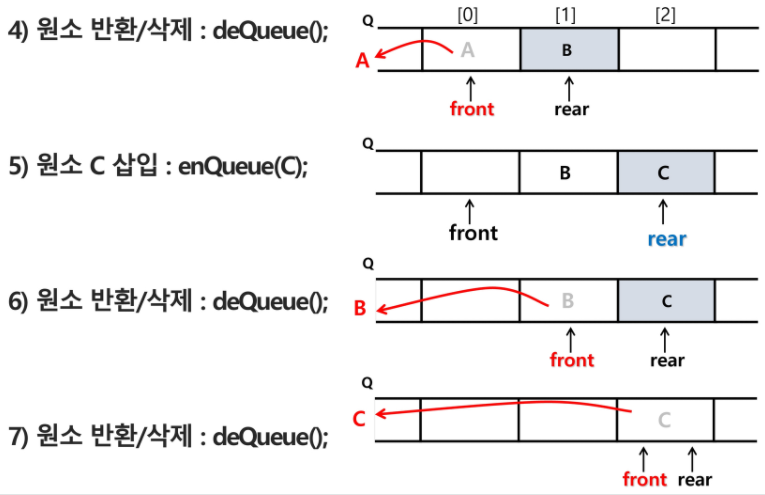 Q [0] [1] [2]
4) 원소 반환/삭제 : deQueue();
A A B
front rear
Q
5) 원소 C 삽입 : enQueue(C);
B C
front rear
Q
6) 원소 반환/삭제 : deQueue();
B B C
front rear
Q
7) 원소 반환/삭제 : deQueue();
C C
front rear